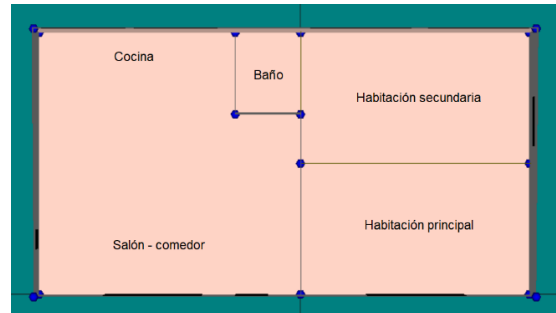 Cocina
Baño
Habitación secundaria
Habitación principal
Salón - comedor